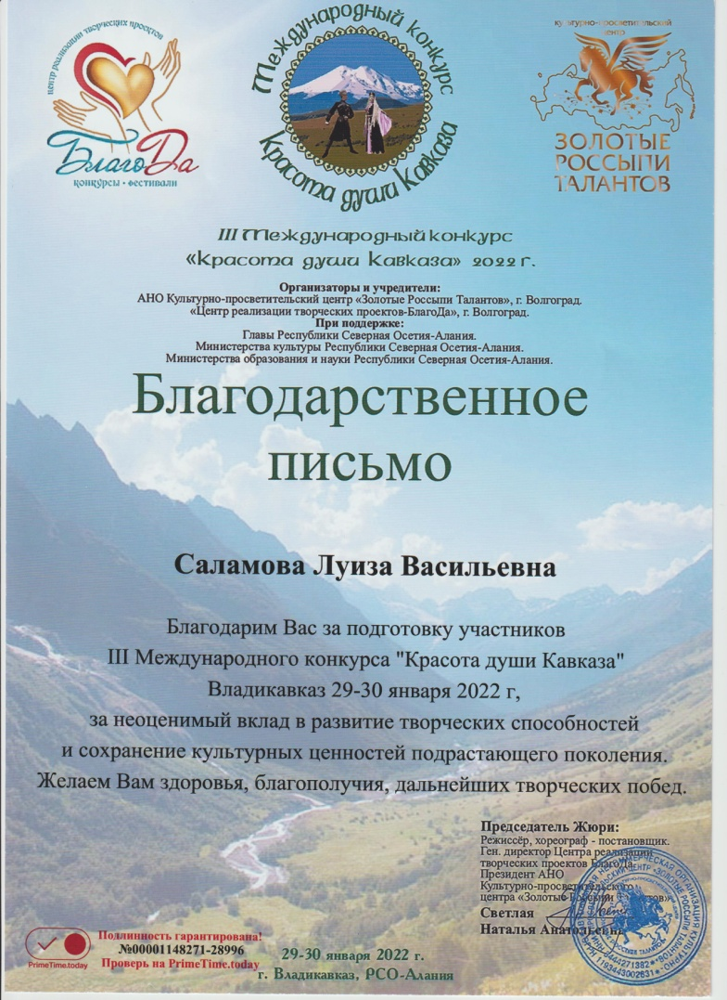 центр реализации творческих проектов
БлагоДа
конкурсы • фестивали
Международный конкурс
Красота души Кавказа
культурно-просветительский
центр
ЗОЛОТЫЕ
РОССЫПИ
ТАЛАНТОВ
III Международный конкурс
«Красота души Кавказа» 2022 г.
Организаторы и учредители:
АНО Культурно-просветительский центр «Золотые Россыпи Талантов», г. Волгоград.
«Центр реализации творческих проектов-БлагоДа», г. Волгоград.
При поддержке:
Главы Республики Северная Осетия-Алания.
Министерства культуры Республики Северная Осетия-Алания.
Министерства образования и науки Республики Северная Осетия-Алания.
Благодарственное
письмо
Саламова Луиза Васильевна
Благодарим Вас за подготовку участников
III Международного конкурса "Красота души Кавказа"
Владикавказ 29-30 января 2022 г,
за неоценимый вклад в развитие творческих способностей
и сохранение культурных ценностей подрастающего поколения.
Желаем Вам здоровья, благополучия, дальнейших творческих побед.
Председатель Жюри:
Режиссёр, хореограф - постановщик.
Ген. директор Центра реализации
творческих проектов БлагоДа,
Президент АНО
Культурно-просветительского
центра «Золотые Россыпи Талантов».
Светлая
Наталья Анатольевна
PrimeTime.today
Подлинность гарантирована!
№00001148271-28996
Проверь на PrimeTime.today
29-30 января 2022 г.
г. Владикавказ, РСО-Алания